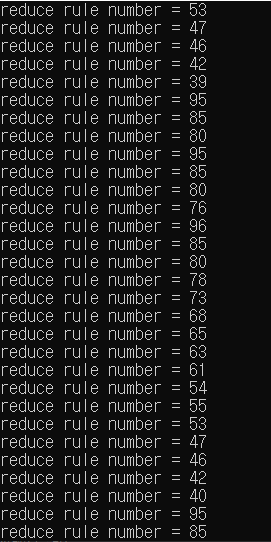 reduce rule number = 53
reduce rule number = 47
reduce rule number = 46
reduce rule number = 42
reduce rule number = 39
reduce rule number = 95
reduce rule number = 85
reduce rule number = 80
reduce rule number = 95
reduce rule number = 85
reduce rule number = 80
reduce rule number = 76
reduce rule number = 96
reduce rule number = 85
reduce rule number = 80
reduce rule number = 78
reduce rule number = 73
reduce rule number = 68
reduce rule number = 65
reduce rule number = 63
reduce rule number = 61
reduce rule number = 54
reduce rule number = 55
reduce rule number = 53
reduce rule number = 47
reduce rule number = 46
reduce rule number = 42
reduce rule number = 40
reduce rule number = 95
reduce rule number = 85